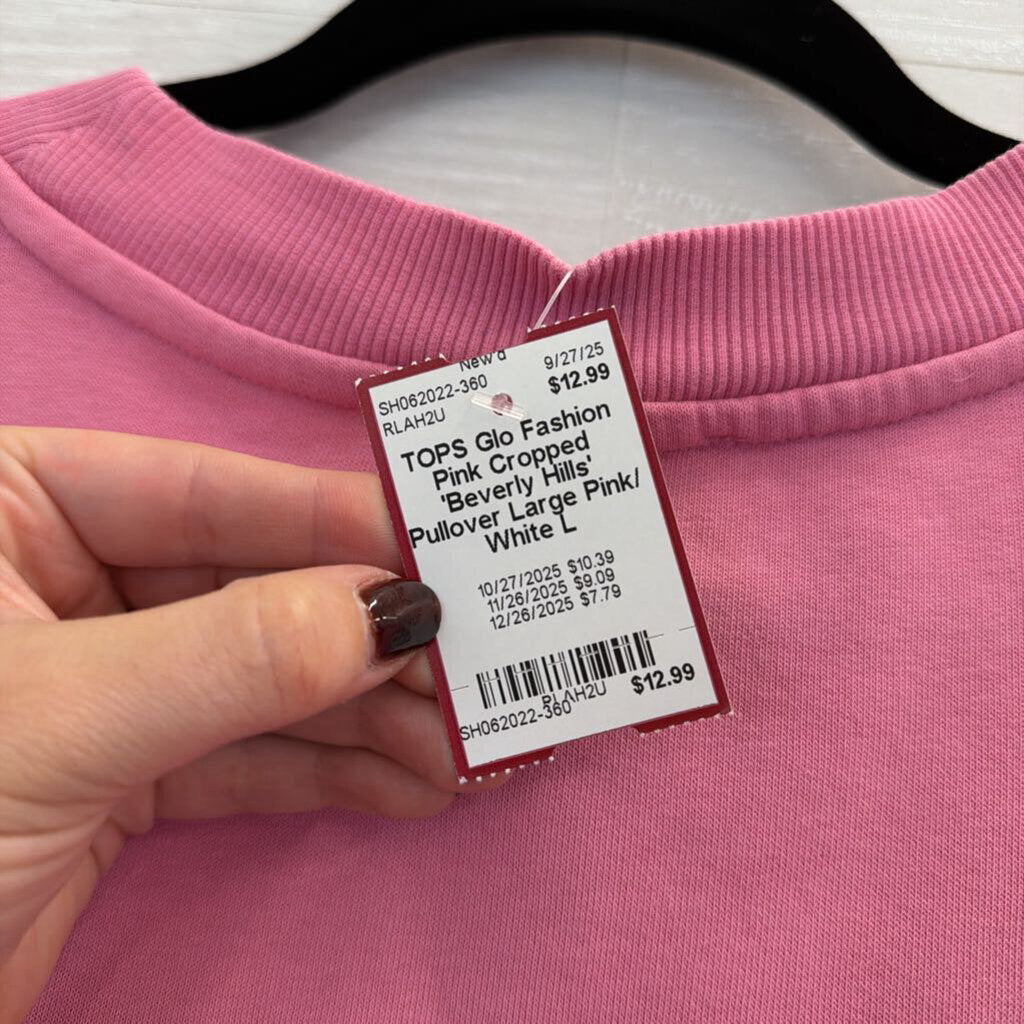 New'd 9/27/25
SH062022-360 $12.99
RLAH2U
TOPS Glo Fashion
Pink Cropped
'Beverly Hills'
Pullover Large Pink/
White L
10/27/2025 $10.39
11/26/2025 $9.09
12/26/2025 $7.79
RLAH2U $12.99
SH062022-360